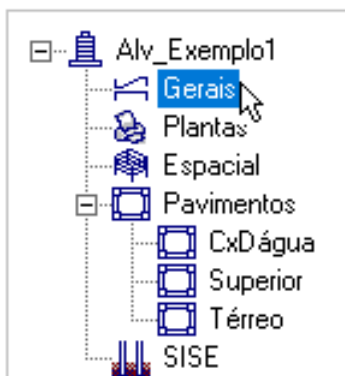 Alv_Exemplo1
Gerais
Plantas
Espacial
Pavimentos
CxDágua
Superior
Térreo
SISE